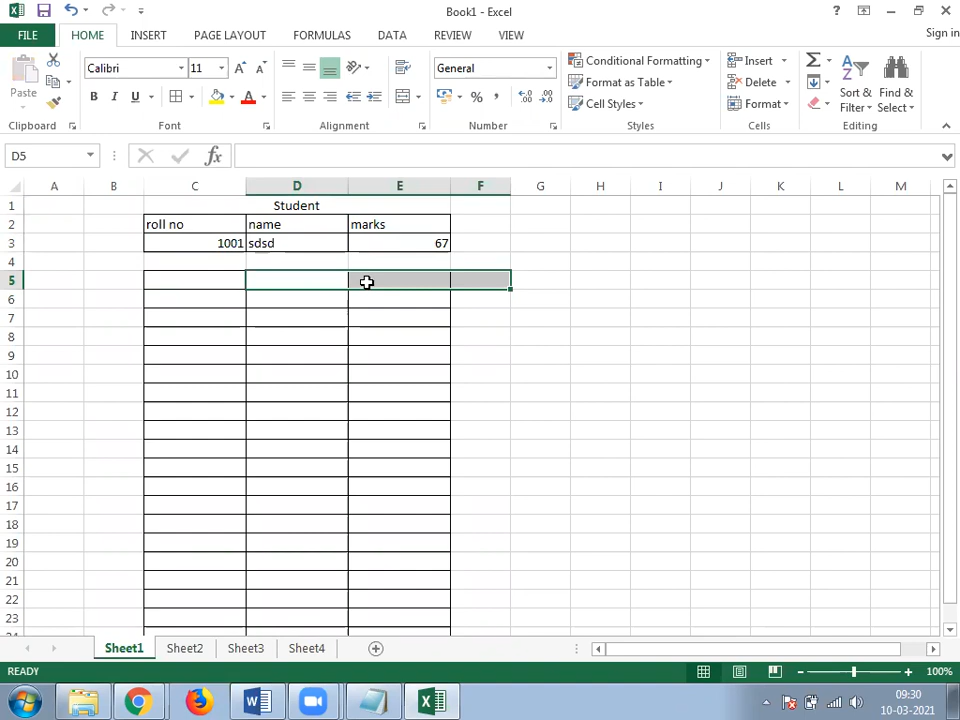 Book1 - Excel
?
FILE HOME INSERT PAGE LAYOUT FORMULAS DATA REVIEW VIEW Sign in
Paste Calibri 11 General Conditional Formatting Insert
Format as Table Delete Sort & Find &
B I U A % , Cell Styles Format Filter Select
Clipboard Font Alignment Number Styles Cells Editing
D5 fx
A B C D E F G H I J K L M
1 Student
2 roll no name marks
3 1001 sdsd 67
4
5
6
7
8
9
10
11
12
13
14
15
16
17
18
19
20
21
22
23
24
Sheet1 Sheet2 Sheet3 Sheet4
READY 100%
09:30
10-03-2021